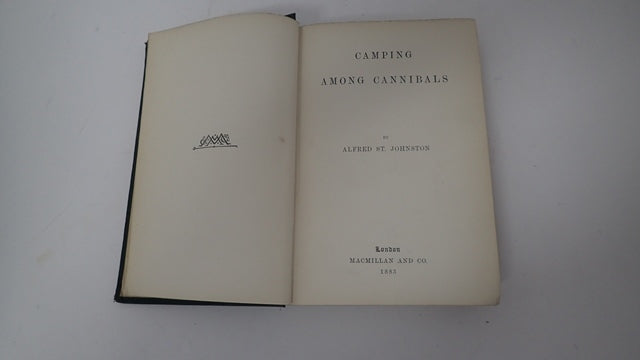 CAMPING
AMONG CANNIBALS
BY
ALFRED ST. JOHNSTON
London
MACMILLAN AND CO.
1883